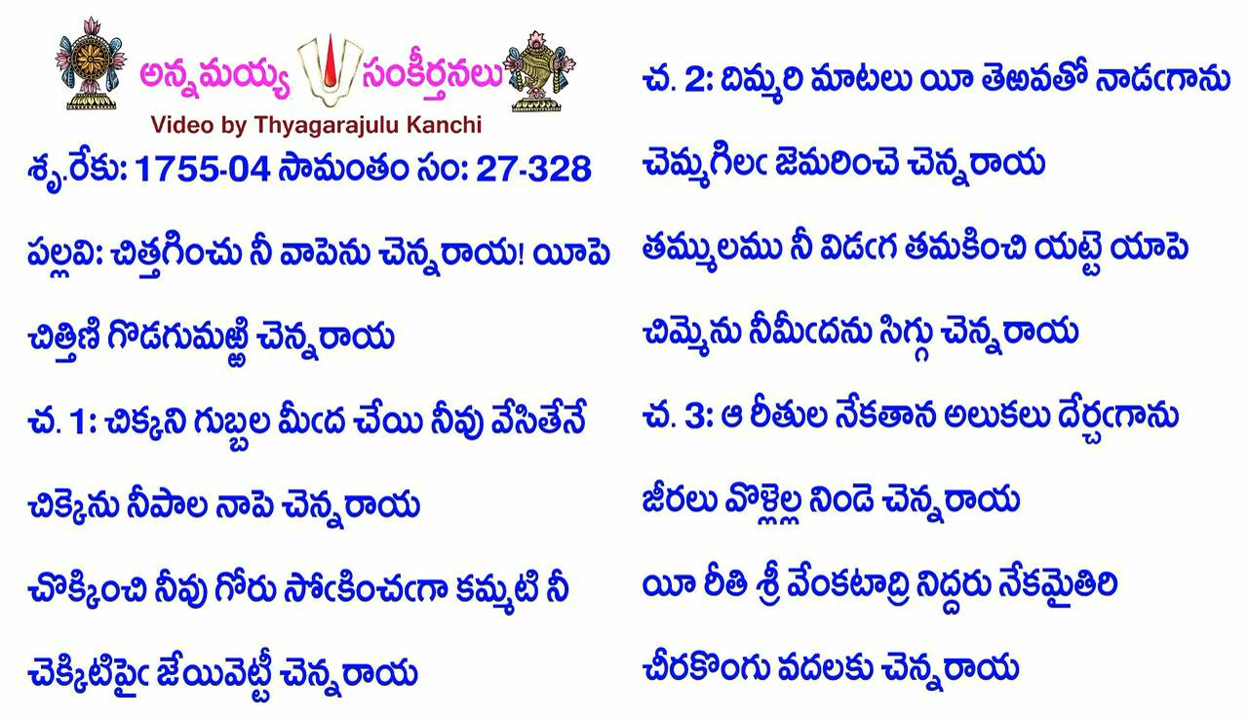 అన్నమయ్య సంకీర్తనలు
Video by Thyagarajulu Kanchi
శృ.రేకు: 1755-04 సామంతం సం: 27-328
పల్లవి: చిత్తగించు నీ వాపెను చెన్నరాయ! యీపె
చిత్తిణి గొడగుమఱ్ఱి చెన్నరాయ
చ. 1: చిక్కని గుబ్బల మీఁద చేయి నీవు వేసితేనే
చిక్కెను నీపాల నాపె చెన్నరాయ
చొక్కించి నీవు గోరు సోఁకించఁగా కమ్మటి నీ
చెక్కిటిపైఁ జేయివెట్టీ చెన్నరాయ
చ. 2: దిమ్మరి మాటలు యీ తెఱవతో నాడఁగాను
చెమ్మగిలఁ జెమరించె చెన్నరాయ
తమ్ములము నీ విడఁగ తమకించి యట్టె యాపె
చిమ్మెను నీమీఁదను సిగ్గు చెన్నరాయ
చ. 3: ఆ రీతుల నేకతాన అలుకలు దేర్చఁగాను
జీరలు వొళ్లెల్ల నిండె చెన్నరాయ
యీ రీతి శ్రీ వేంకటాద్రి నిద్దరు నేకమైతిరి
చీరకొంగు వదలకు చెన్నరాయ